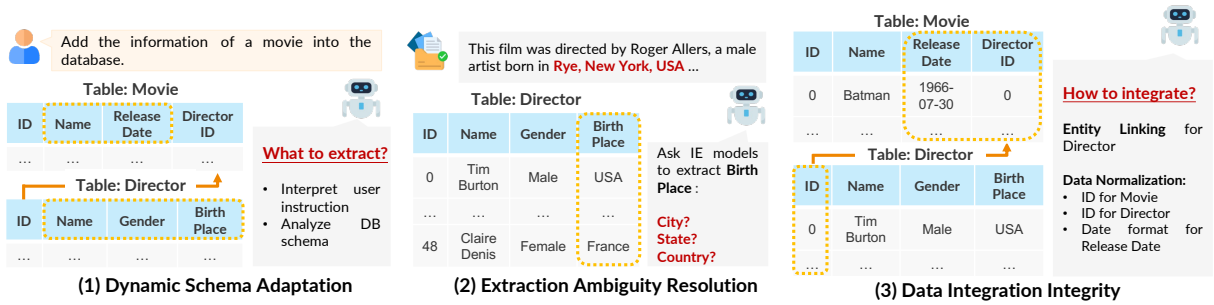 Add the information of a movie into the
database.
Table: Movie
ID Name Release Date Director ID
... ... ... ...
Table: Director
ID Name Gender Birth Place
... ... ... ...
What to extract?
• Interpret user
instruction
• Analyze DB
schema
(1) Dynamic Schema Adaptation
This film was directed by Roger Allers, a male
artist born in Rye, New York, USA ...
Table: Director
ID Name Gender Birth Place
0 Tim Burton Male USA
... ... ... ...
48 Claire Denis Female France
Ask IE models
to extract Birth
Place :
City?
State?
Country?
(2) Extraction Ambiguity Resolution
Table: Movie
ID Name Release Date Director ID
0 Batman 1966-07-30 0
... ... ... ...
Table: Director
ID Name Gender Birth Place
0 Tim Burton Male USA
... ... ... ...
How to integrate?
Entity Linking for
Director
Data Normalization:
• ID for Movie
• ID for Director
• Date format for
Release Date
(3) Data Integration Integrity